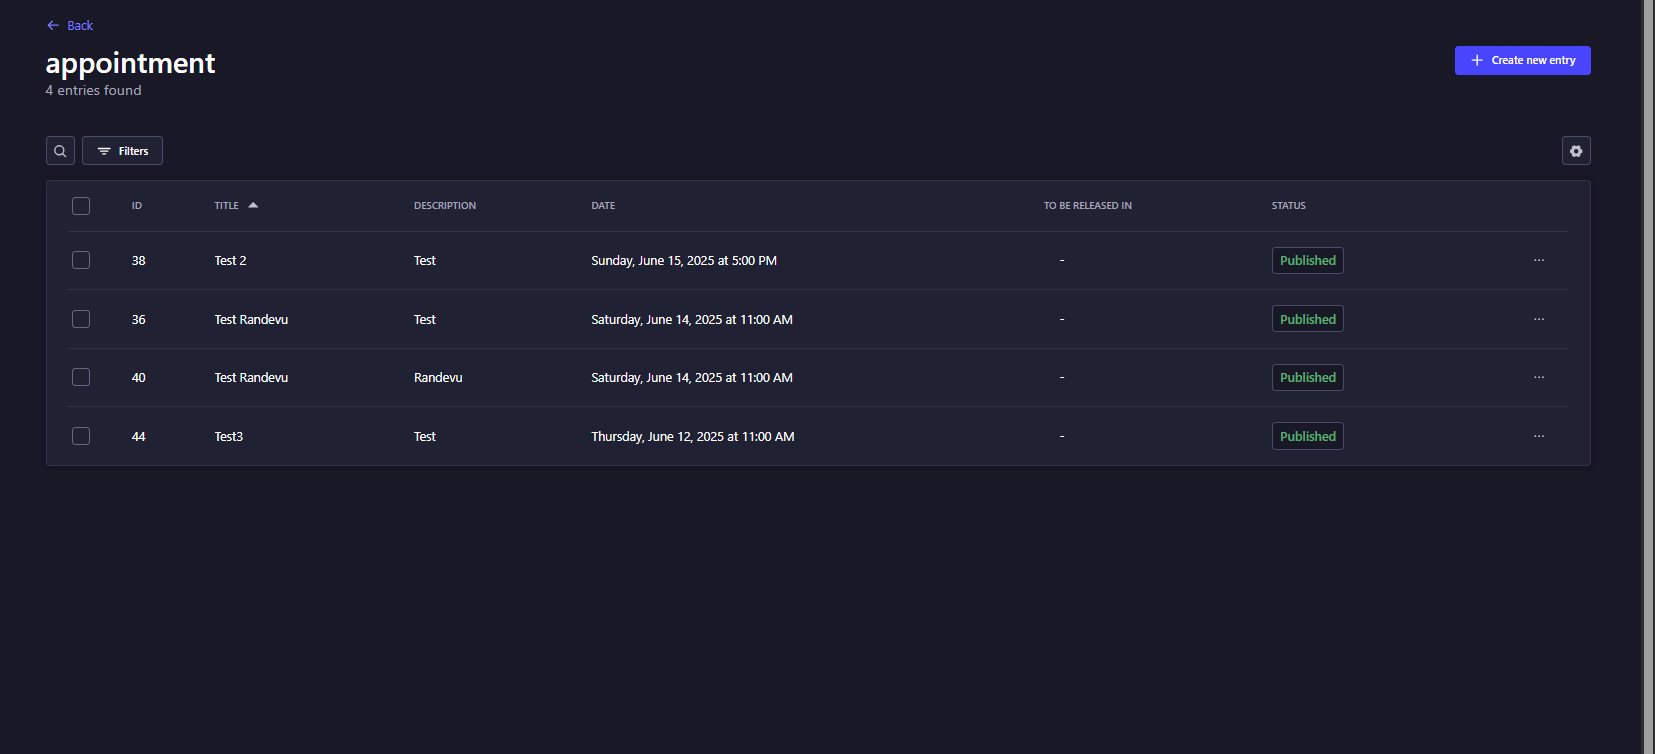 Back
appointment
Create new entry
4 entries found
Filters
ID TITLE DESCRIPTION DATE TO BE RELEASED IN STATUS
38 Test 2 Test Sunday, June 15, 2025 at 5:00 PM - Published ...
36 Test Randevu Test Saturday, June 14, 2025 at 11:00 AM - Published ...
40 Test Randevu Randevu Saturday, June 14, 2025 at 11:00 AM - Published ...
44 Test3 Test Thursday, June 12, 2025 at 11:00 AM - Published ...